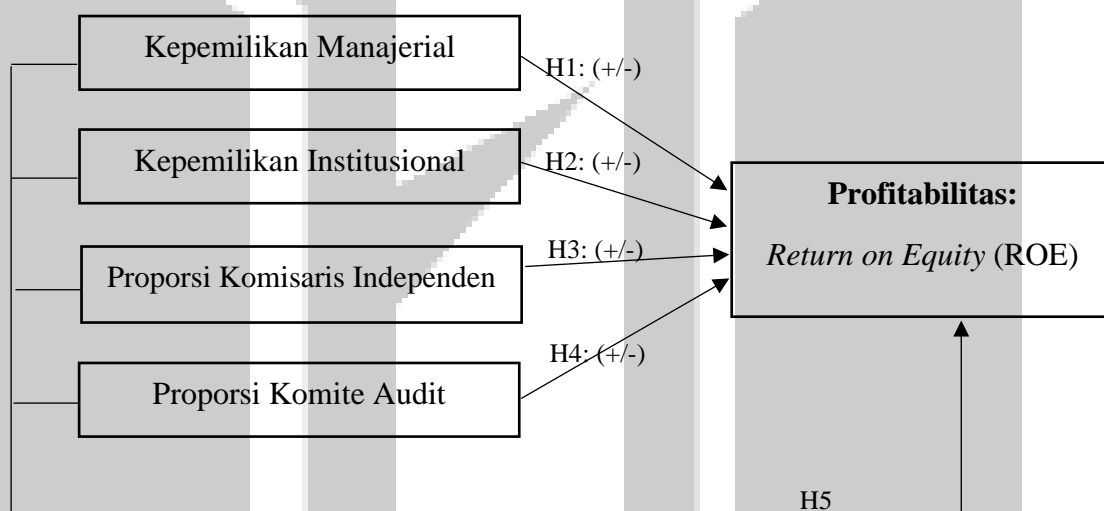 Kepemilikan Manajerial
H1: (+/-)
Kepemilikan Institusional
H2: (+/-)
Profitabilitas:
Return on Equity (ROE)
H3: (+/-)
Proporsi Komisaris Independen
H4: (+/-)
Proporsi Komite Audit
H5